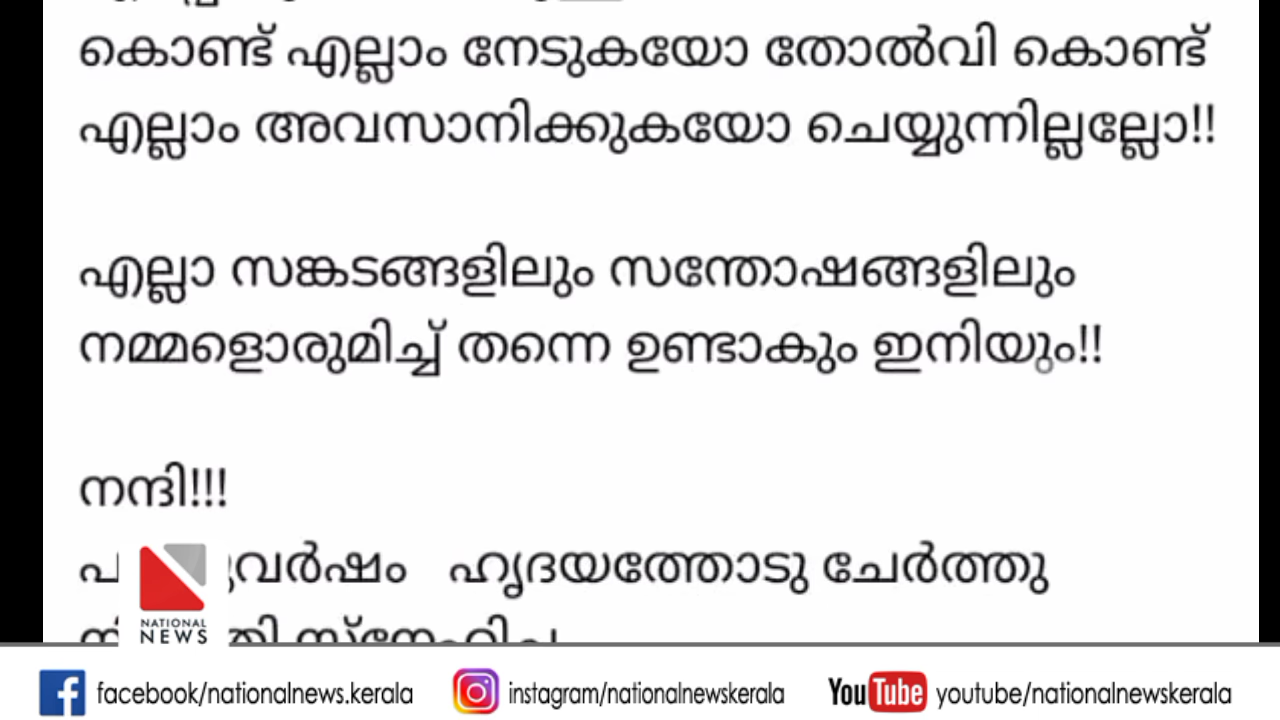 കൊണ്ട് എല്ലാം നേടുകയോ തോൽവി കൊണ്ട്
എല്ലാം അവസാനിക്കുകയോ ചെയ്യുന്നില്ലല്ലോ!!
എല്ലാ സങ്കടങ്ങളിലും സന്തോഷങ്ങളിലും
നമ്മളൊരുമിച്ച് തന്നെ ഉണ്ടാകും ഇനിയും!!
നന്ദി!!!
ഹൃദയത്തോടു ചേർത്തു
NATIONAL
NEWS
facebook/nationalnews.kerala
instagram/nationalnewskerala
YouTube youtube/nationalnewskerala